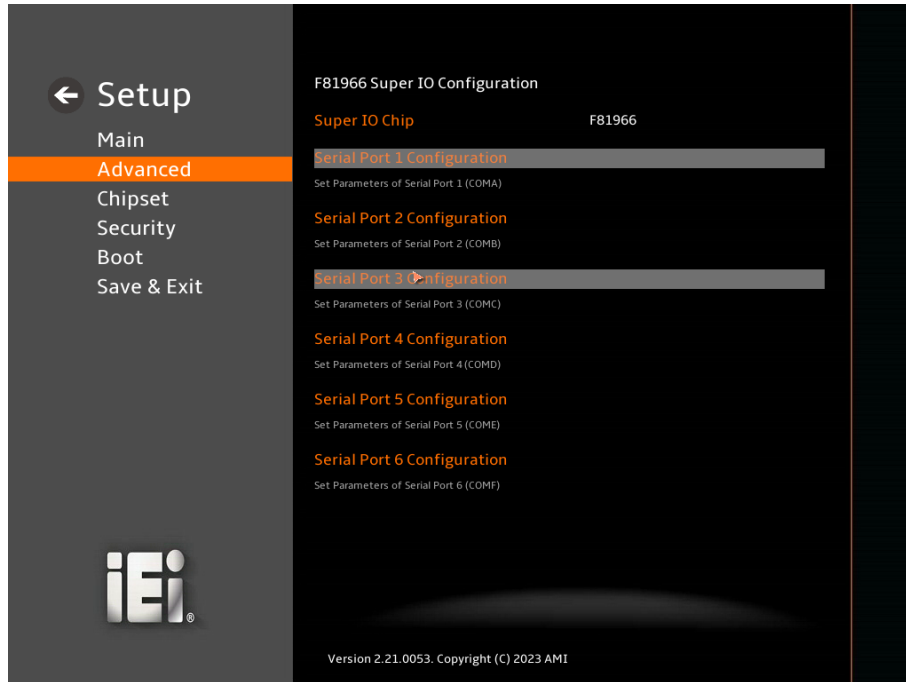 Setup
Main
Advanced
Chipset
Security
Boot
Save & Exit
iEi®
F81966 Super IO Configuration
Super IO Chip F81966
Serial Port 1 Configuration
Set Parameters of Serial Port 1 (COMA)
Serial Port 2 Configuration
Set Parameters of Serial Port 2 (COMB)
Serial Port 3 Configuration
Set Parameters of Serial Port 3 (COMC)
Serial Port 4 Configuration
Set Parameters of Serial Port 4 (COMD)
Serial Port 5 Configuration
Set Parameters of Serial Port 5 (COME)
Serial Port 6 Configuration
Set Parameters of Serial Port 6 (COMF)
Version 2.21.0053. Copyright (C) 2023 AMI